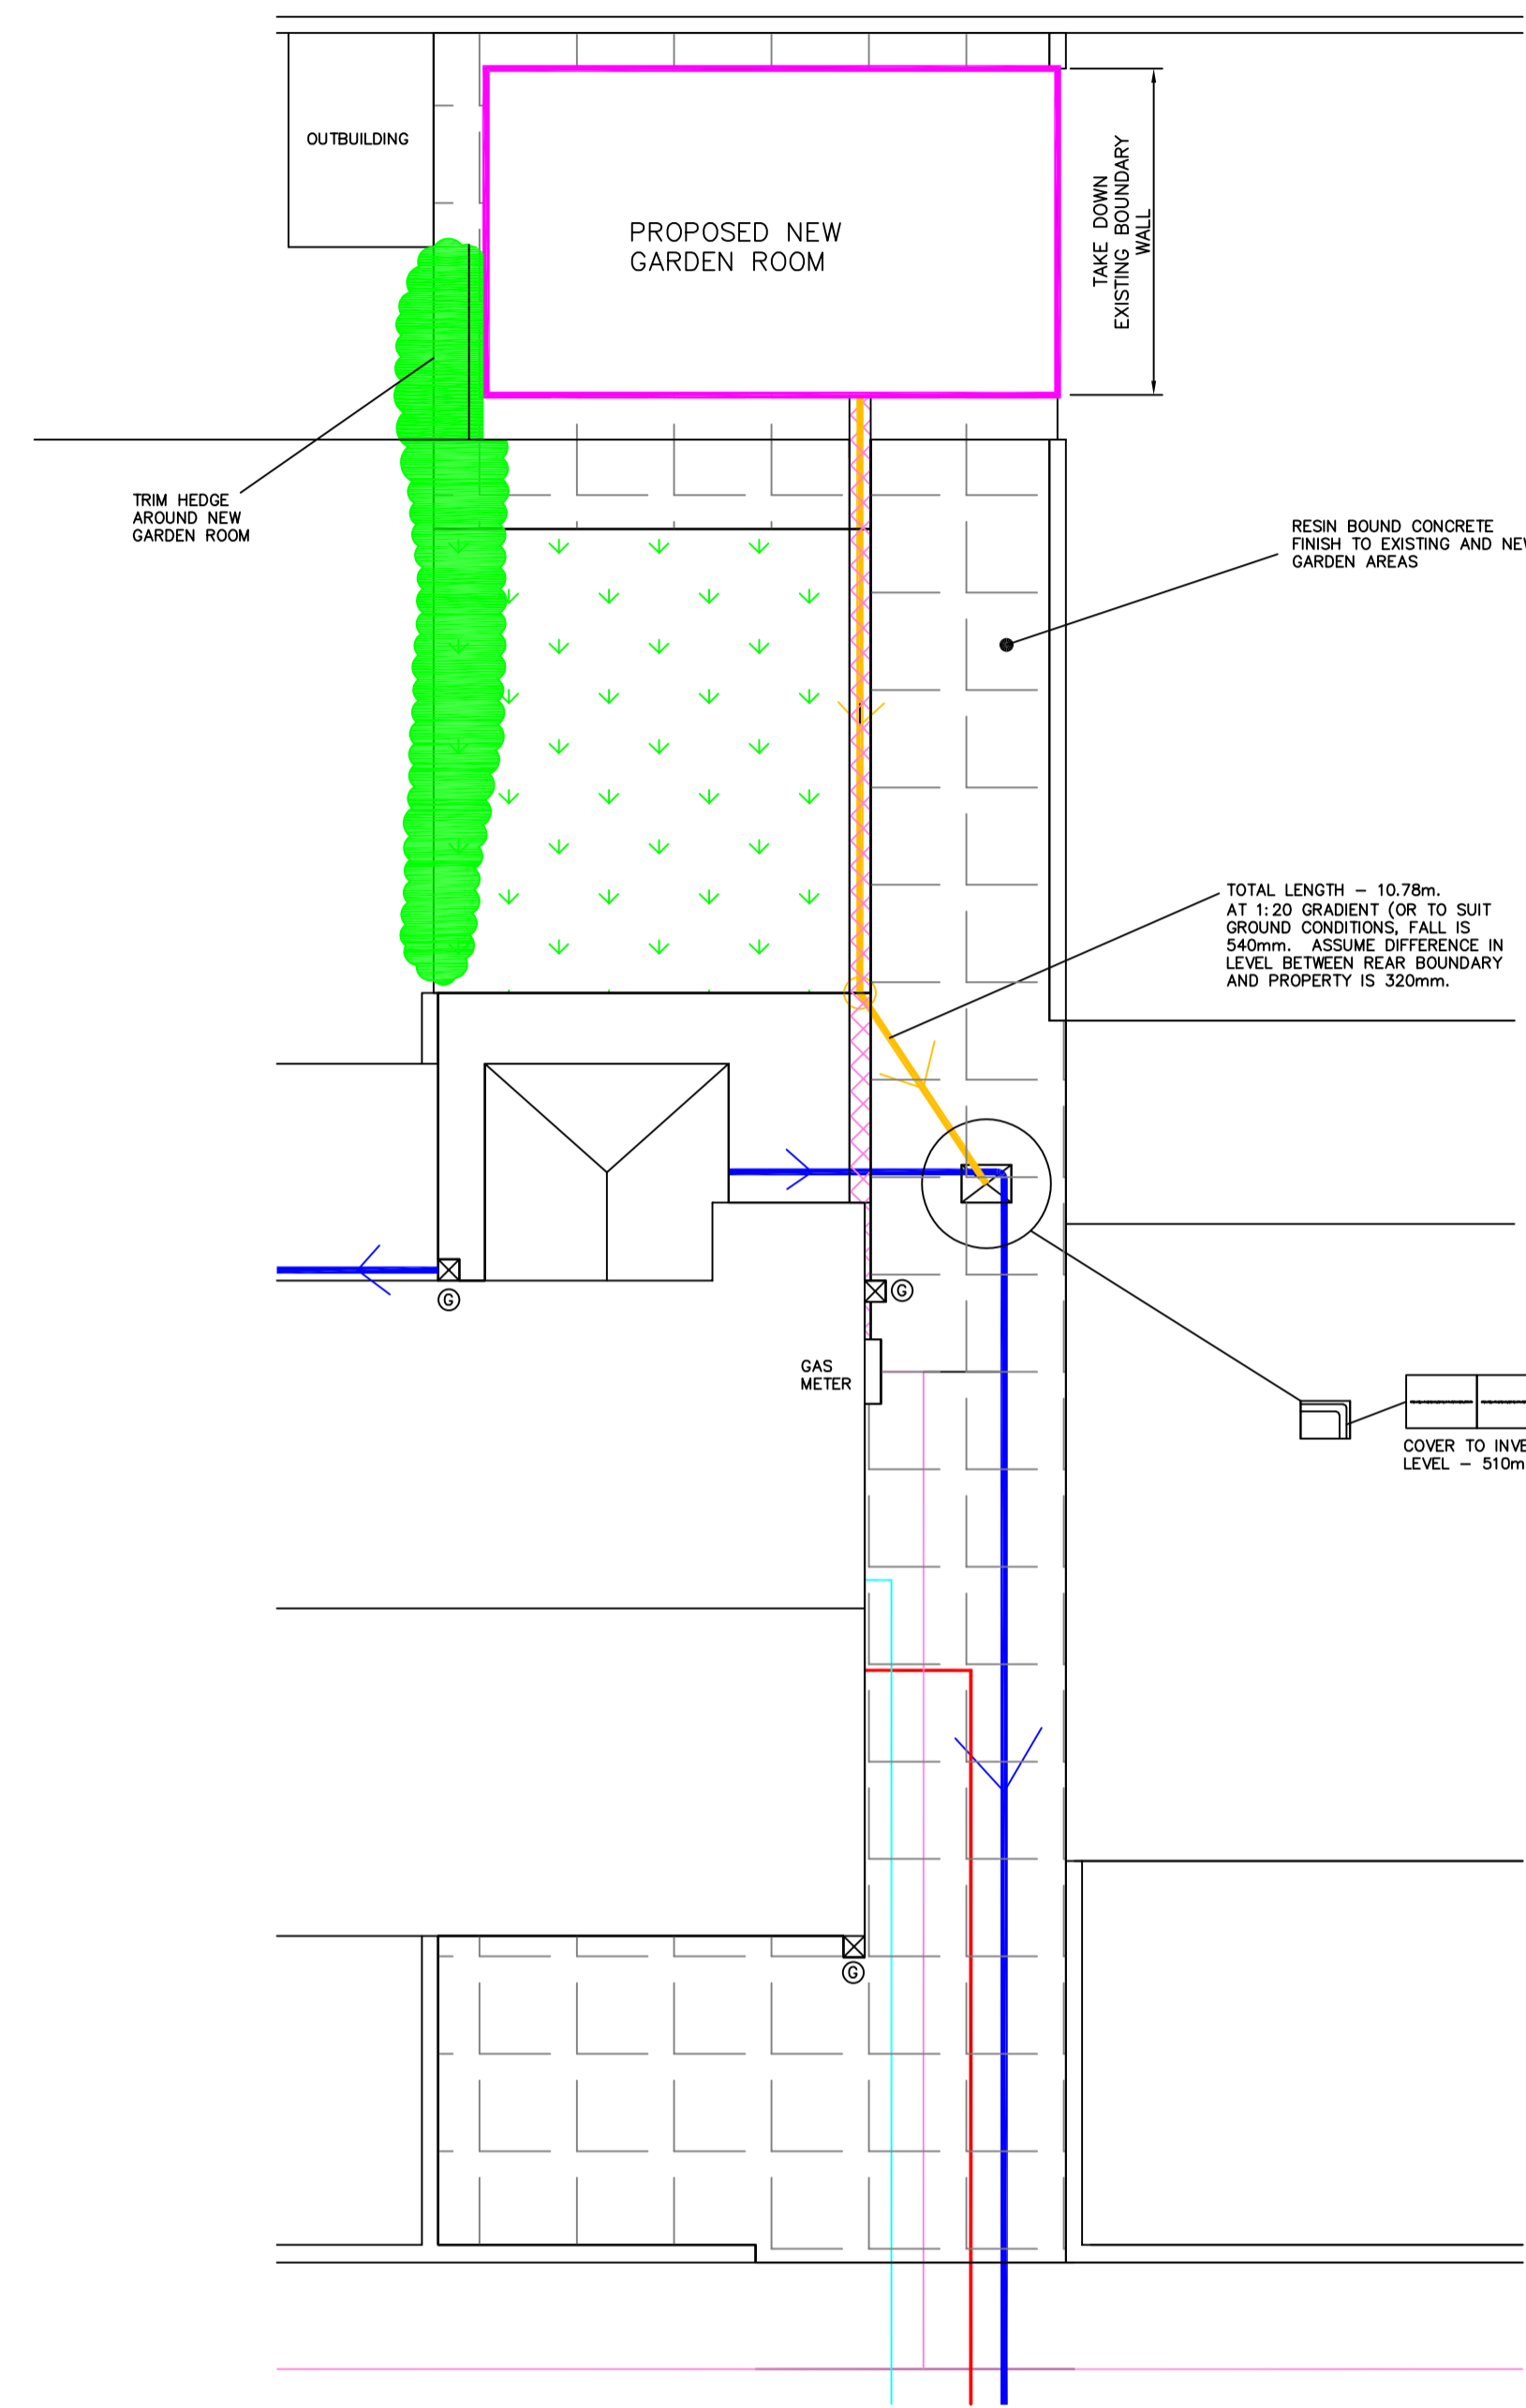 OUTBUILDING
PROPOSED NEW
GARDEN ROOM
TAKE DOWN
EXISTING BOUNDARY
WALL
TRIM HEDGE
AROUND NEW
GARDEN ROOM
RESIN BOUND CONCRETE
FINISH TO EXISTING AND NEW
GARDEN AREAS
TOTAL LENGTH – 10.78m.
AT 1:20 GRADIENT (OR TO SUIT
GROUND CONDITIONS, FALL IS
540mm. ASSUME DIFFERENCE IN
LEVEL BETWEEN REAR BOUNDARY
AND PROPERTY IS 320mm.
G
G
GAS
METER
COVER TO INVE
LEVEL – 510m
G